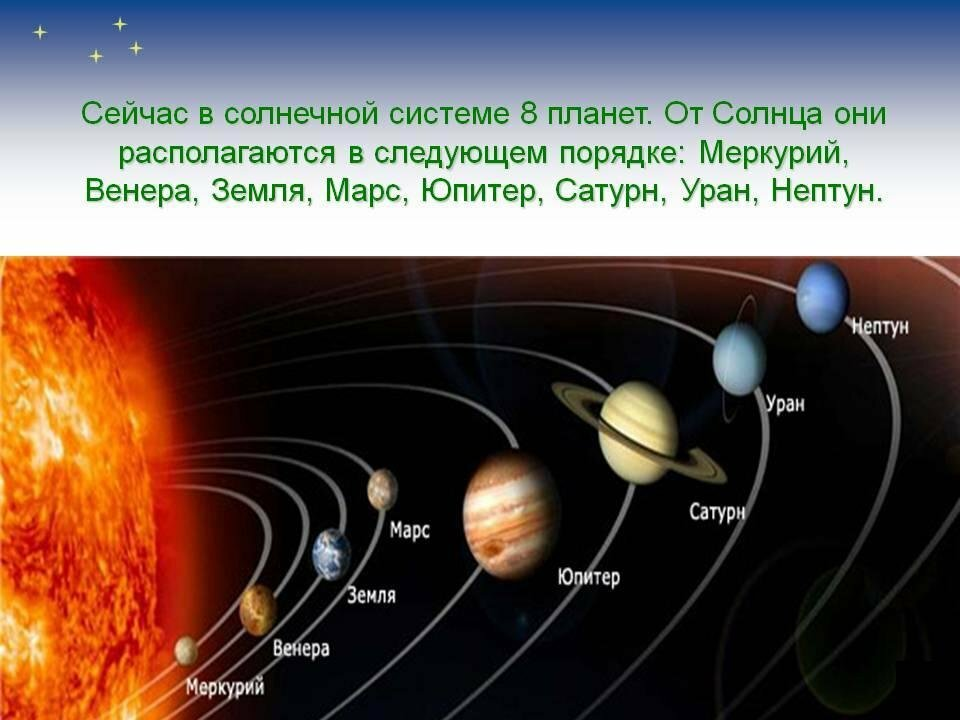 Сейчас в солнечной системе 8 планет. От Солнца они
располагаются в следующем порядке: Меркурий,
Венера, Земля, Марс, Юпитер, Сатурн, Уран, Нептун.
Нептун
Уран
Сатурн
Марс
Юпитер
Земля
Венера
Меркурий